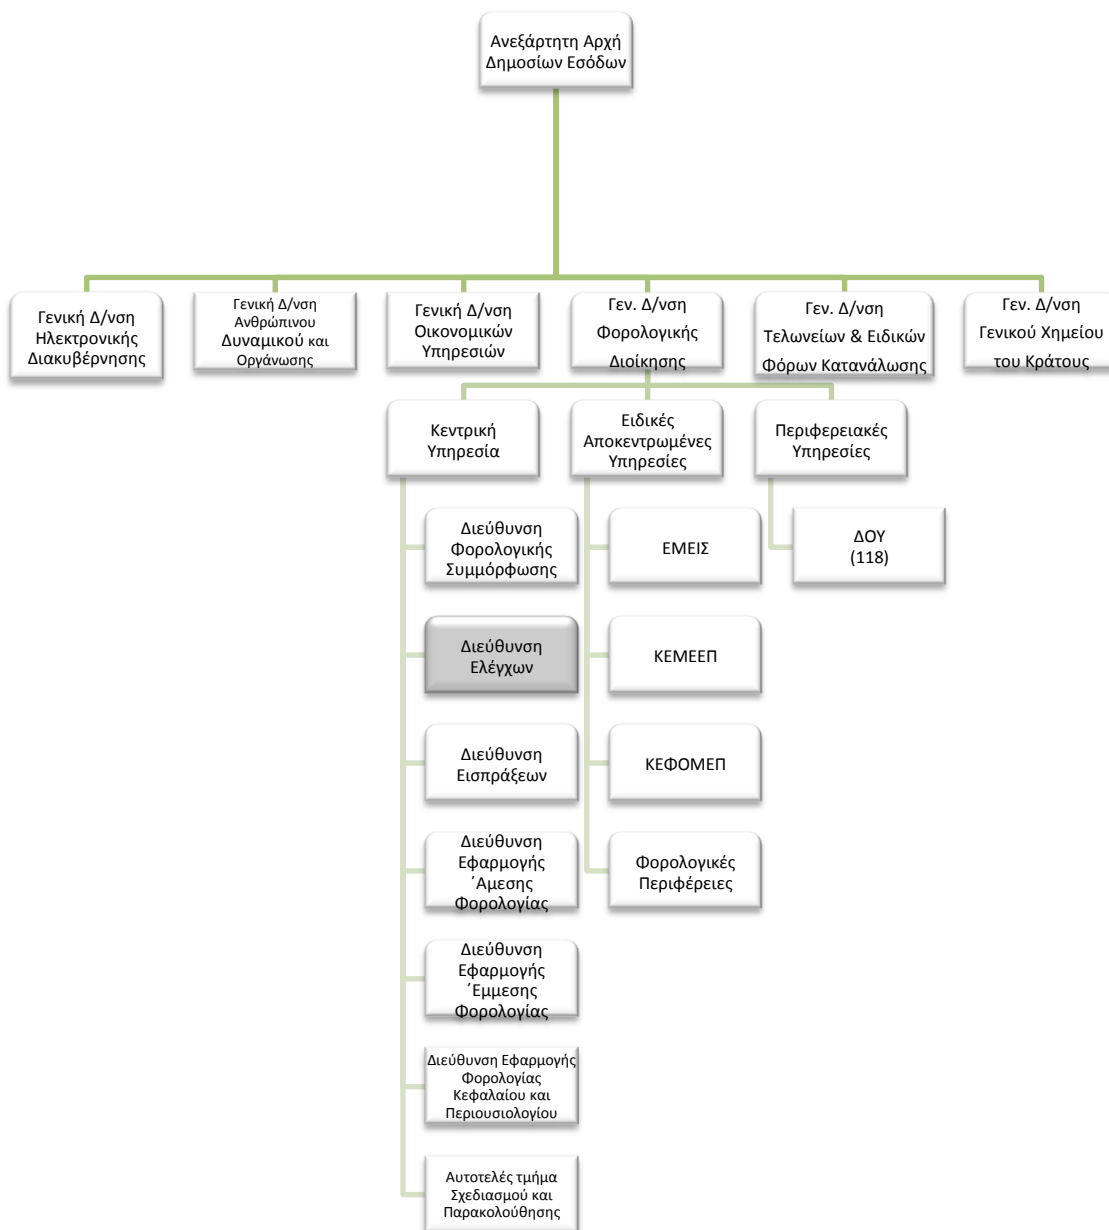 Ανεξάρτητη Αρχή
Δημοσίων Εσόδων
Γενική Δ/νση
Ηλεκτρονικής
Διακυβέρνησης
Γενική Δ/νση
Ανθρώπινου
Δυναμικού και
Οργάνωσης
Γενική Δ/νση
Οικονομικών
Υπηρεσιών
Γεν. Δ/νση
Φορολογικής
Διοίκησης
Γεν. Δ/νση
Τελωνείων & Ειδικών
Φόρων Κατανάλωσης
Γεν. Δ/νση
Γενικού Χημείου
του Κράτους
Κεντρική
Υπηρεσία
Ειδικές
Αποκεντρωμένες
Υπηρεσίες
Περιφερειακές
Υπηρεσίες
Διεύθυνση
Φορολογικής
Συμμόρφωσης
ΕΜΕΙΣ
ΔΟΥ
(118)
Διεύθυνση
Ελέγχων
ΚΕΜΕΕΠ
Διεύθυνση
Εισπράξεων
ΚΕΦΟΜΕΠ
Διεύθυνση
Εφαρμογής
΄Αμεσης
Φορολογίας
Φορολογικές
Περιφέρειες
Διεύθυνση
Εφαρμογής
΄Εμμεσης
Φορολογίας
Διεύθυνση Εφαρμογής
Φορολογίας
Κεφαλαίου και
Περιουσιολογίου
Αυτοτελές τμήμα
Σχεδιασμού και
Παρακολούθησης